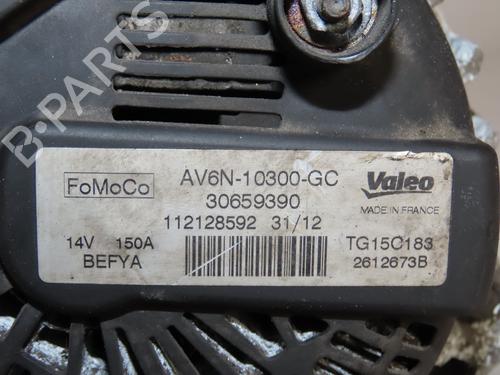 B-PARTS
FoMoCo
AV6N-10300-GC
30659390
112128592 31/12
Valeo
MADE IN FRANCE
14V 150A
BEFYA
TG15C183
2612673B